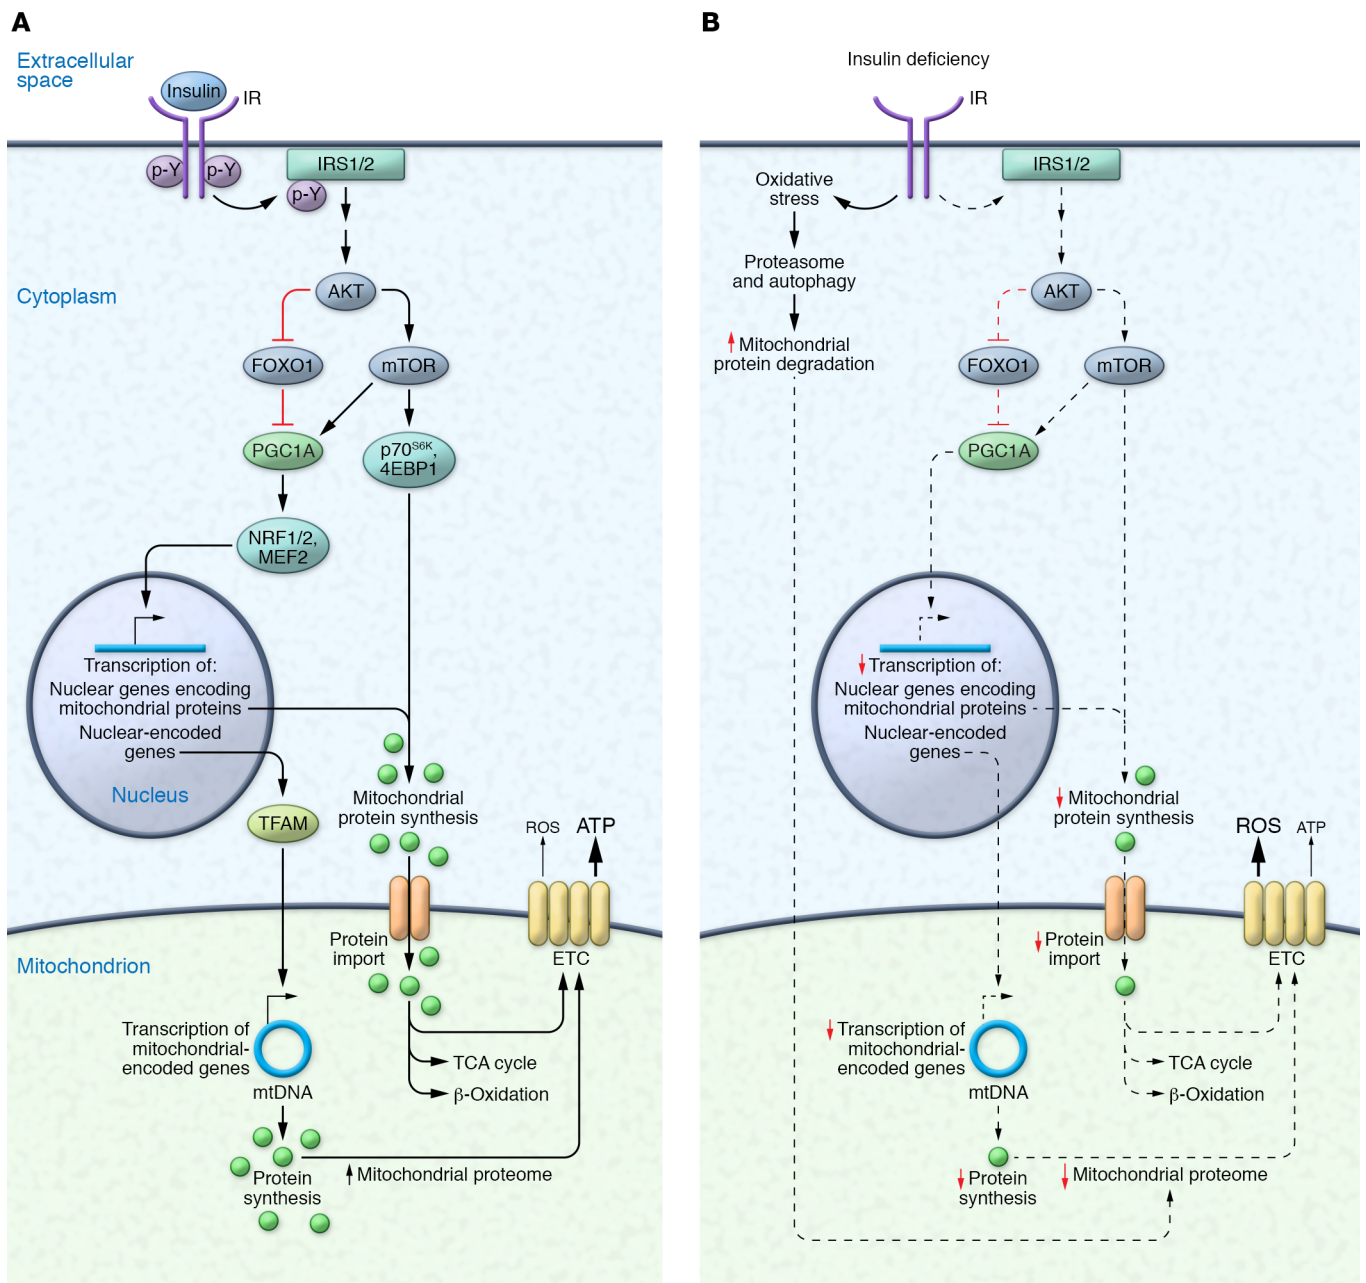 A
Extracellular
space
Insulin
IR
p-Y
p-Y
IRS1/2
p-Y
Cytoplasm
AKT
FOXO1
mTOR
PGC1A
p70S6K,
4EBP1
NRF1/2,
MEF2
Transcription of:
Nuclear genes encoding
mitochondrial proteins
Nuclear-encoded
genes
Nucleus
TFAM
Mitochondrial
protein synthesis
ROS
ATP
Protein
import
ETC
Mitochondrion
Transcription of
mitochondrial-
encoded genes
mtDNA
TCA cycle
β-Oxidation
Protein
synthesis
Mitochondrial proteome
B
Insulin deficiency
IR
IRS1/2
Oxidative
stress
Proteasome
and autophagy
Mitochondrial
protein degradation
AKT
FOXO1
mTOR
PGC1A
Transcription of:
Nuclear genes encoding
mitochondrial proteins
Nuclear-encoded
genes
Mitochondrial
protein synthesis
ROS
ATP
Protein
import
ETC
Transcription of
mitochondrial-
encoded genes
mtDNA
TCA cycle
β-Oxidation
Protein
synthesis
Mitochondrial proteome